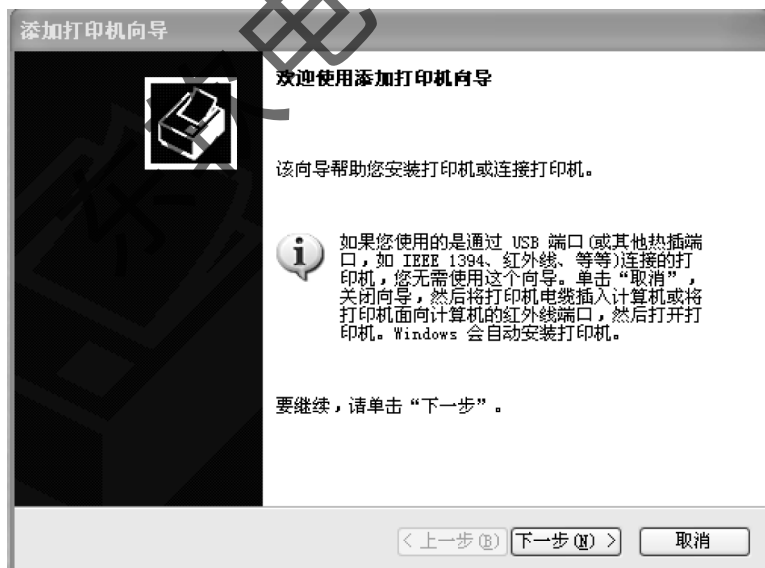 添加打印机向导
欢迎使用添加打印机向导
该向导帮助您安装打印机或连接打印机。
如果您使用的是通过 USB 端口(或其他热插端
口，如 IEEE 1394、红外线、等等)连接的打
印机，您无需使用这个向导。单击“取消”，
关闭向导，然后将打印机电缆插入计算机或将
打印机面向计算机的红外线端口，然后打开打
印机。Windows 会自动安装打印机。
要继续，请单击“下一步”。
< 上一步(B) 下一步(N) > 取消